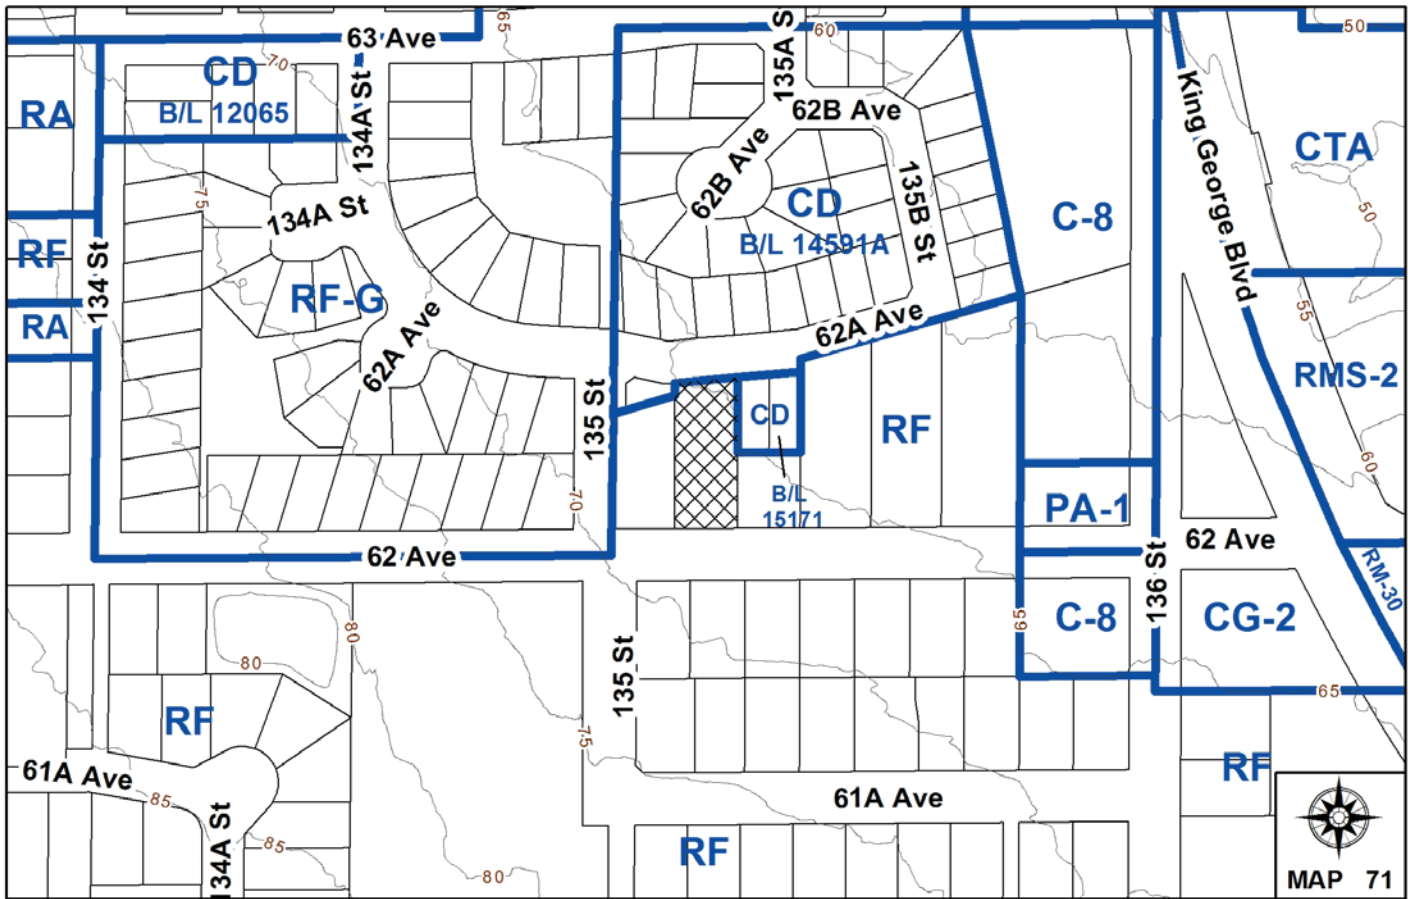 65
135A S
60
50
63 Ave
70
CD
B/L 12065
RA
134A St
62B Ave
King George Blvd
CTA
62B Ave
75
134A St
CD
135B St
C-8
50
B/L 14591A
RF
134 St
RF-G
55
RA
62A Ave
62A Ave
RMS-2
135 St
CD
RF
60
70
B/L
15171
PA-1
62 Ave
62 Ave
136 St
RM-30
80
65
C-8
CG-2
80
135 St
65
RF
75
61A Ave
RF
85
61A Ave
134A St
85
RF
80
MAP 71